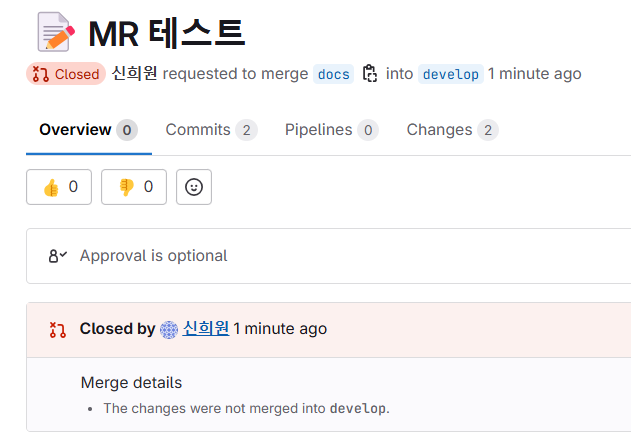 📝 MR 테스트
Closed 신희원 requested to merge docs into develop 1 minute ago
Overview 0 Commits 2 Pipelines 0 Changes 2
👍 0 👎 0
Approval is optional
Closed by 신희원 1 minute ago
Merge details
• The changes were not merged into develop.